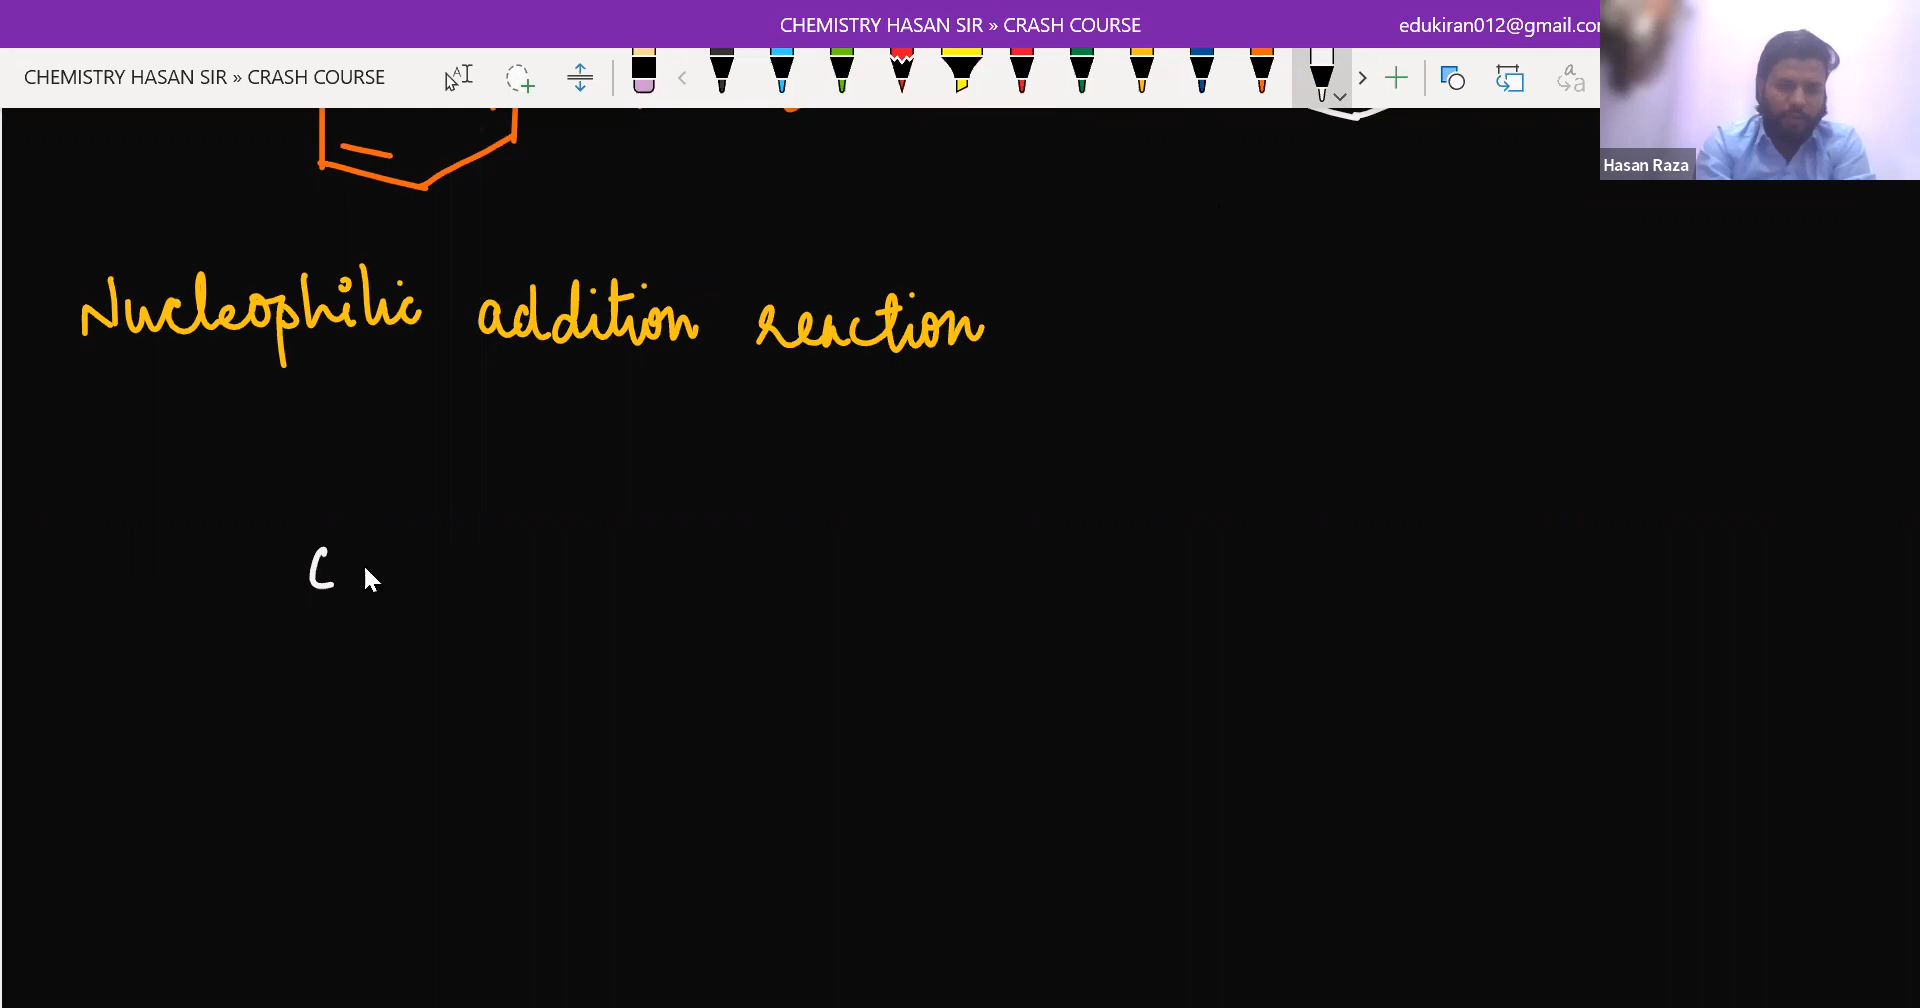 CHEMISTRY HASAN SIR » CRASH COURSE
edukiran012@gmail.co
CHEMISTRY HASAN SIR » CRASH COURSE
Hasan Raza
Nucleophilic addition reaction
C